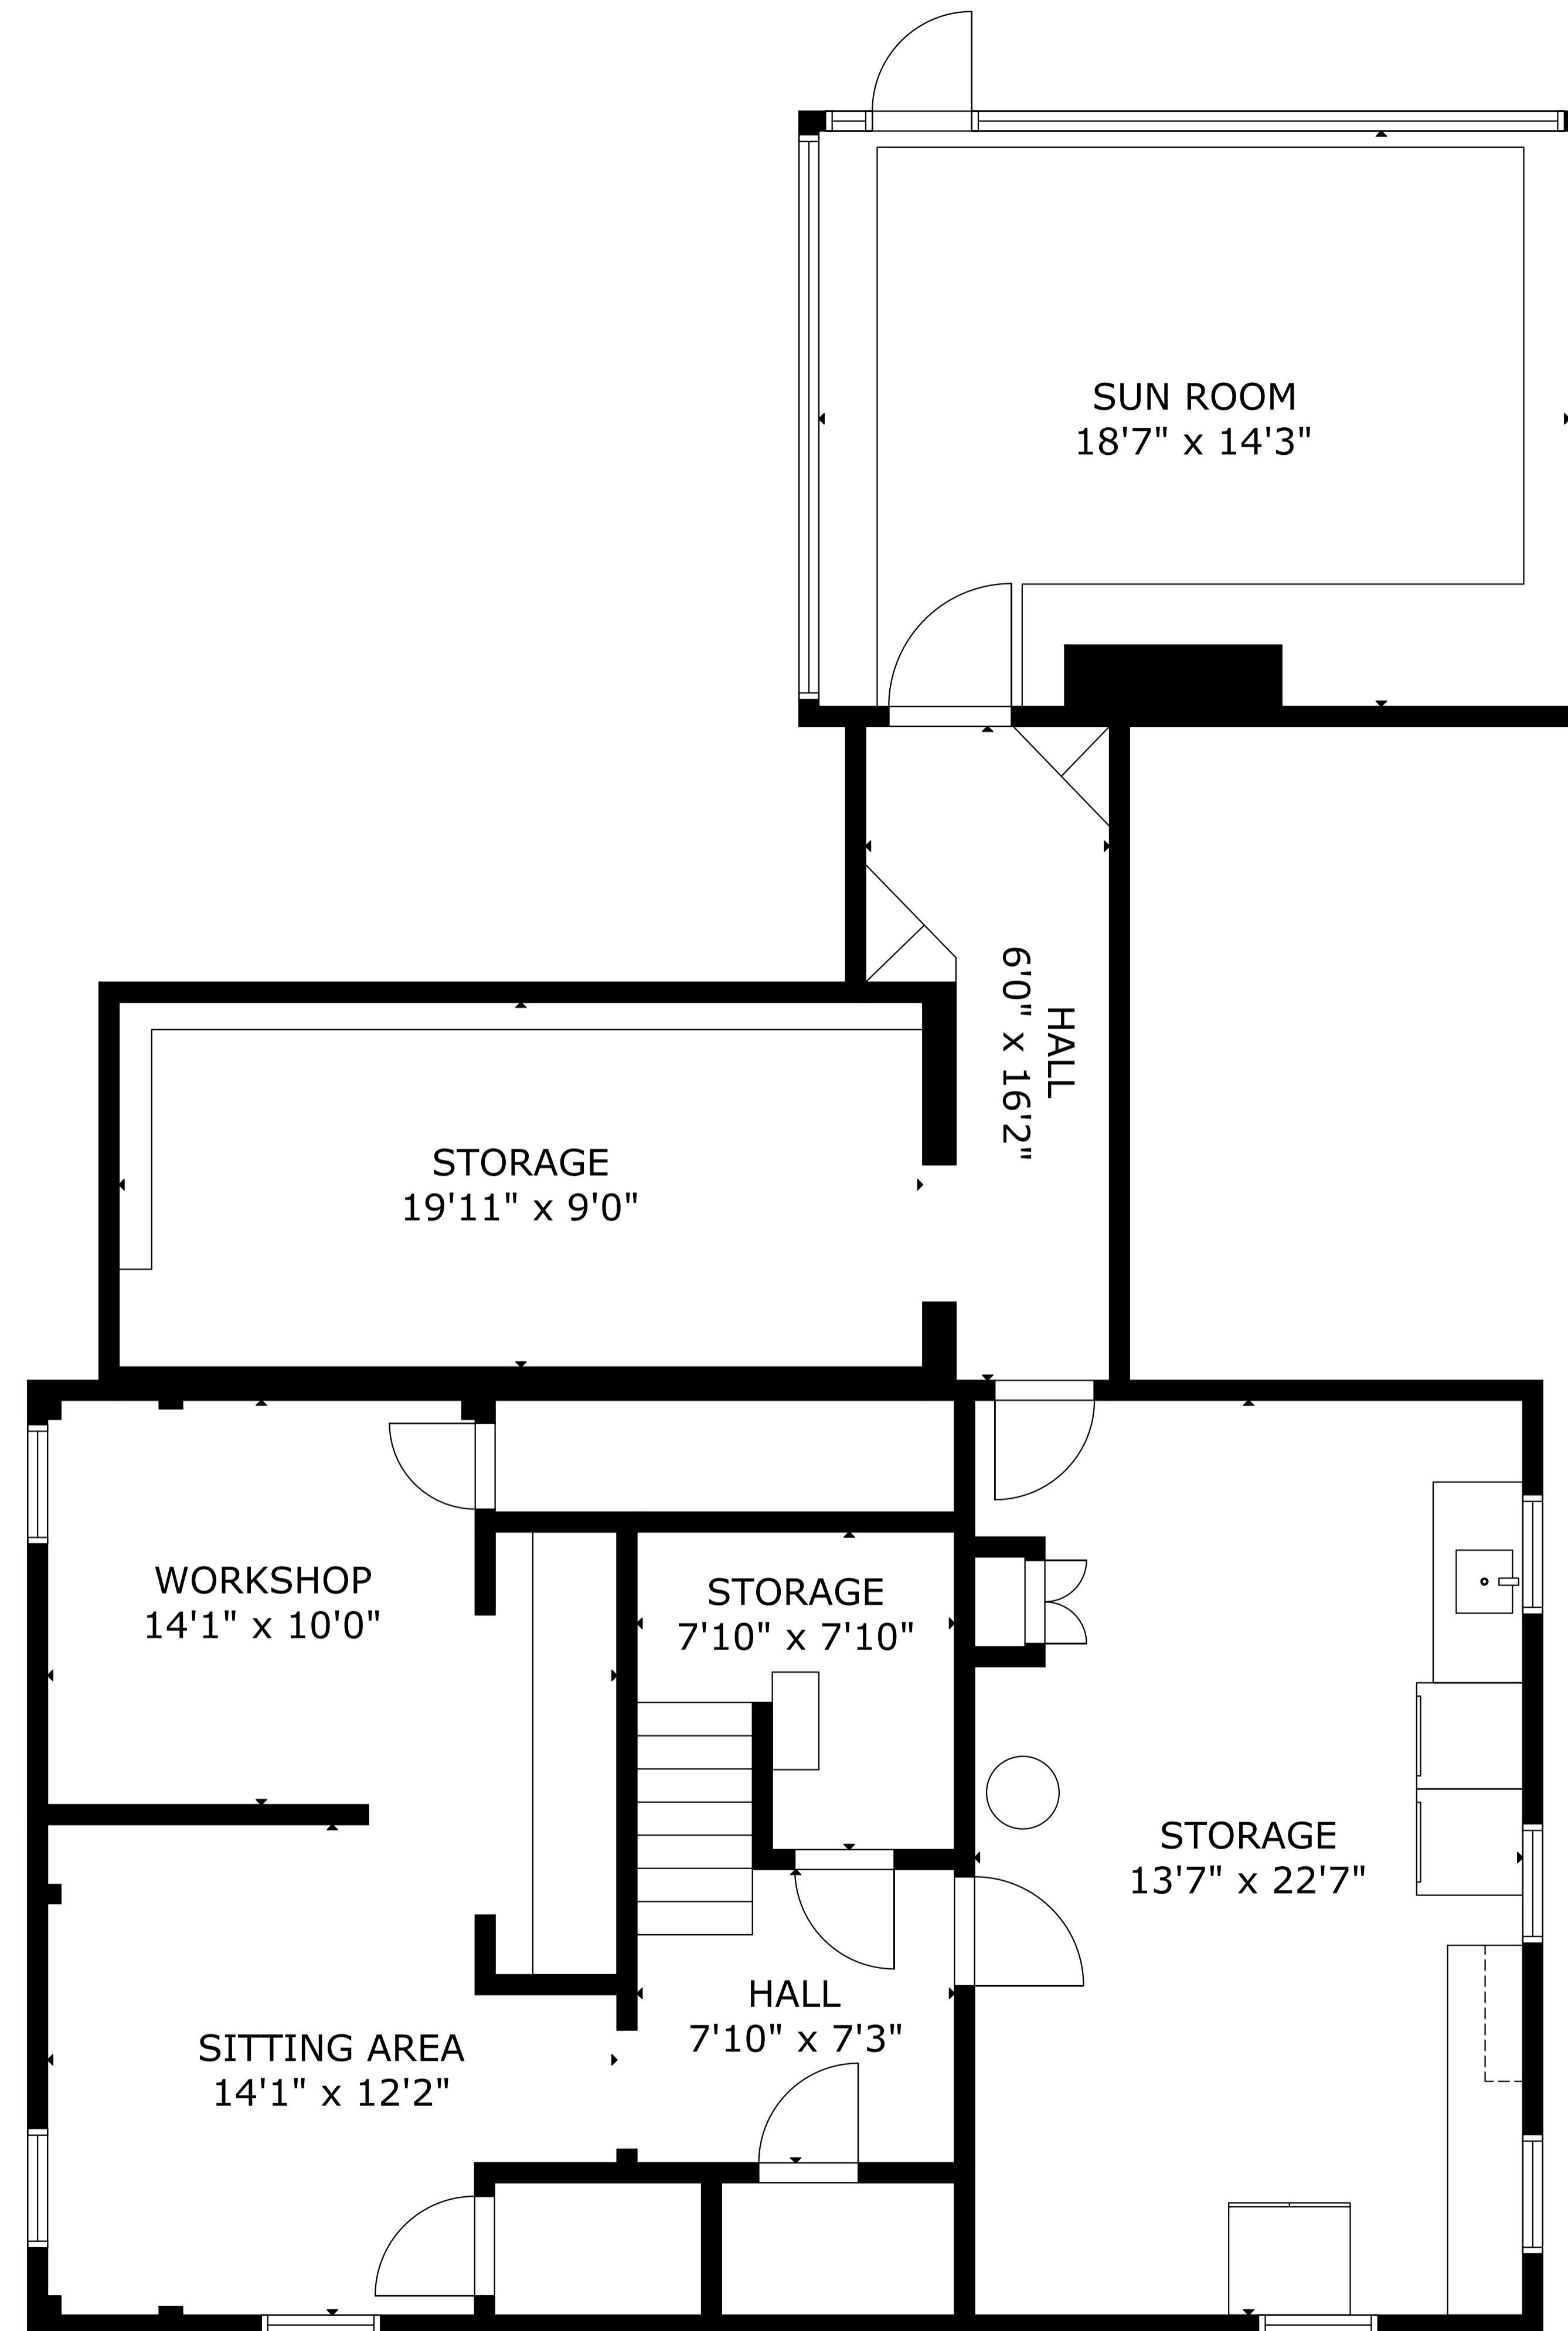 SUN ROOM
18'7" x 14'3"
HALL
6'0" x 16'2"
STORAGE
19'11" x 9'0"
WORKSHOP
14'1" x 10'0"
STORAGE
7'10" x 7'10"
STORAGE
13'7" x 22'7"
HALL
7'10" x 7'3"
SITTING AREA
14'1" x 12'2"